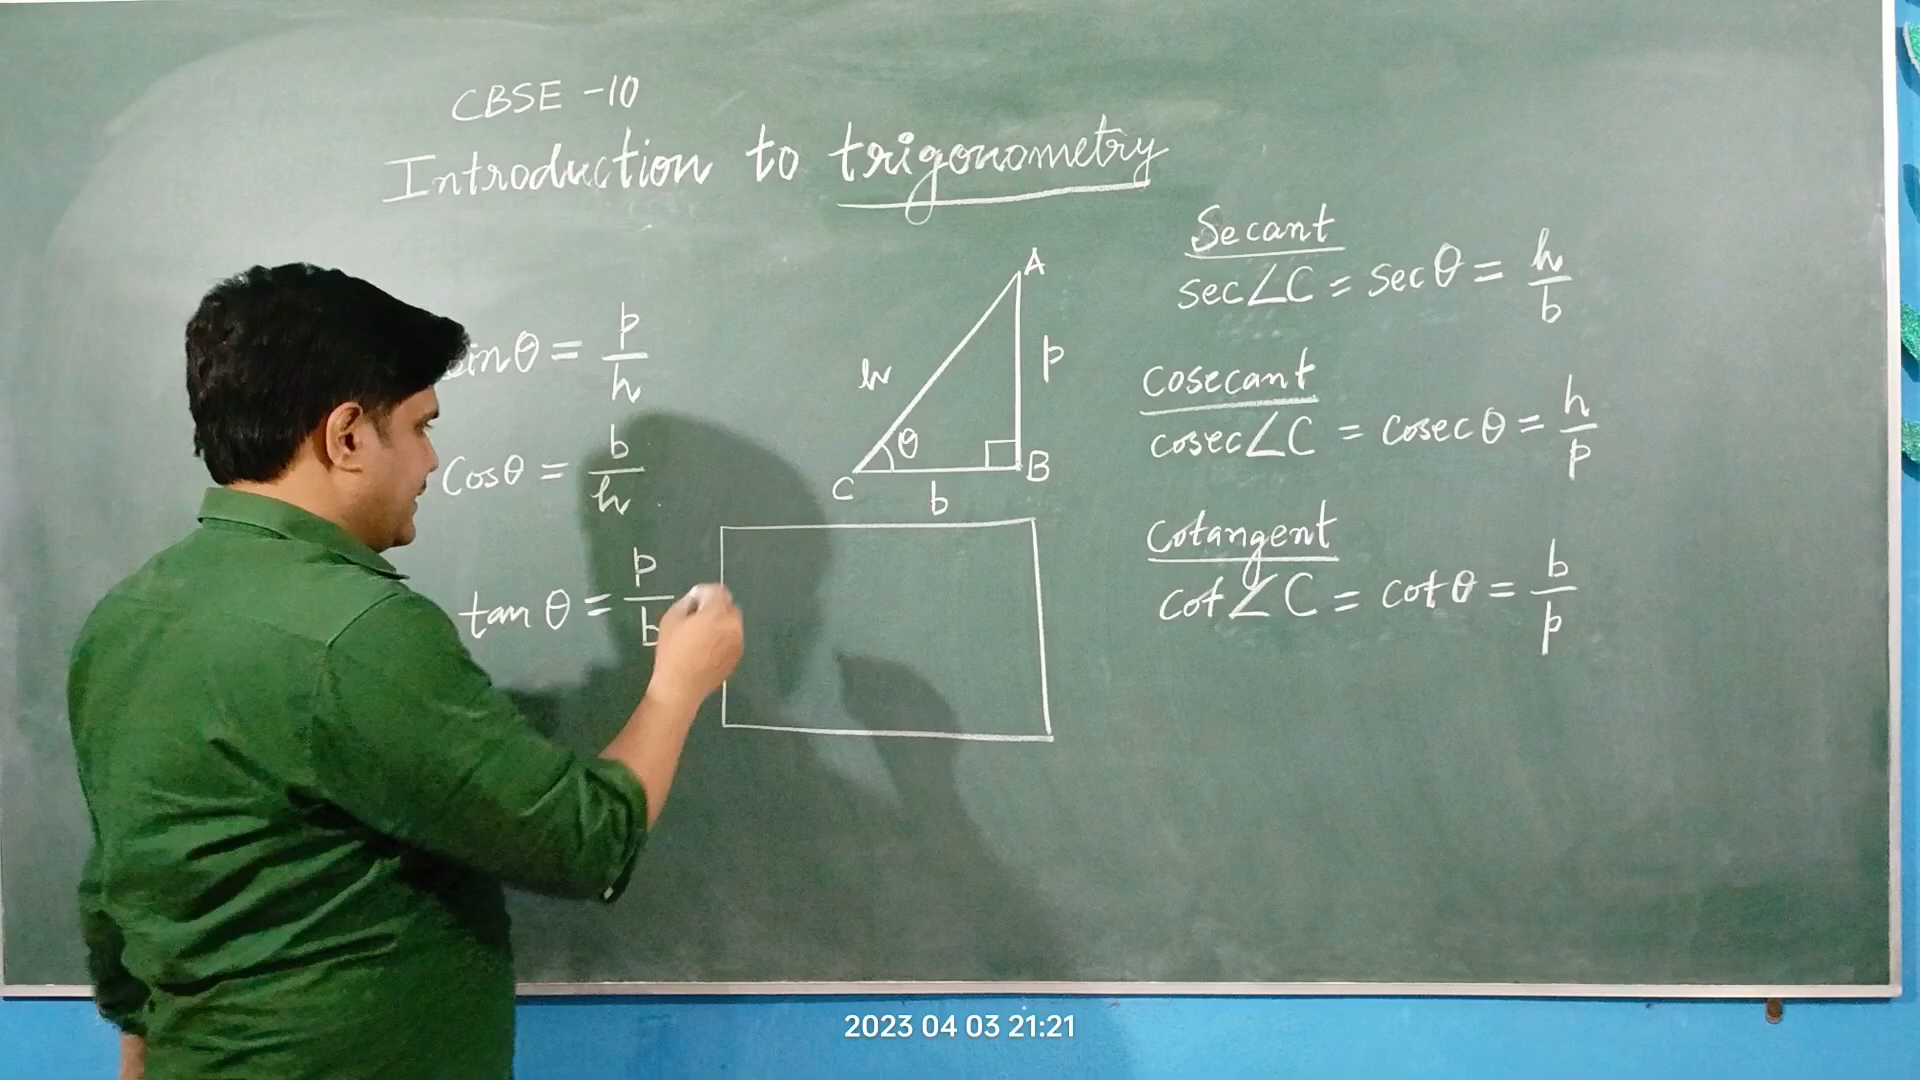 CBSE -10
Introduction to trigonometry
sinθ = p/h
cosθ = b/h
tan θ = p/b
A
h
p
θ
C
b
B
Secant
sec∠C = secθ = h/b
Cosecant
cosec∠C = cosecθ = h/p
Cotangent
cot∠C = cotθ = b/p
2023 04 03 21:21